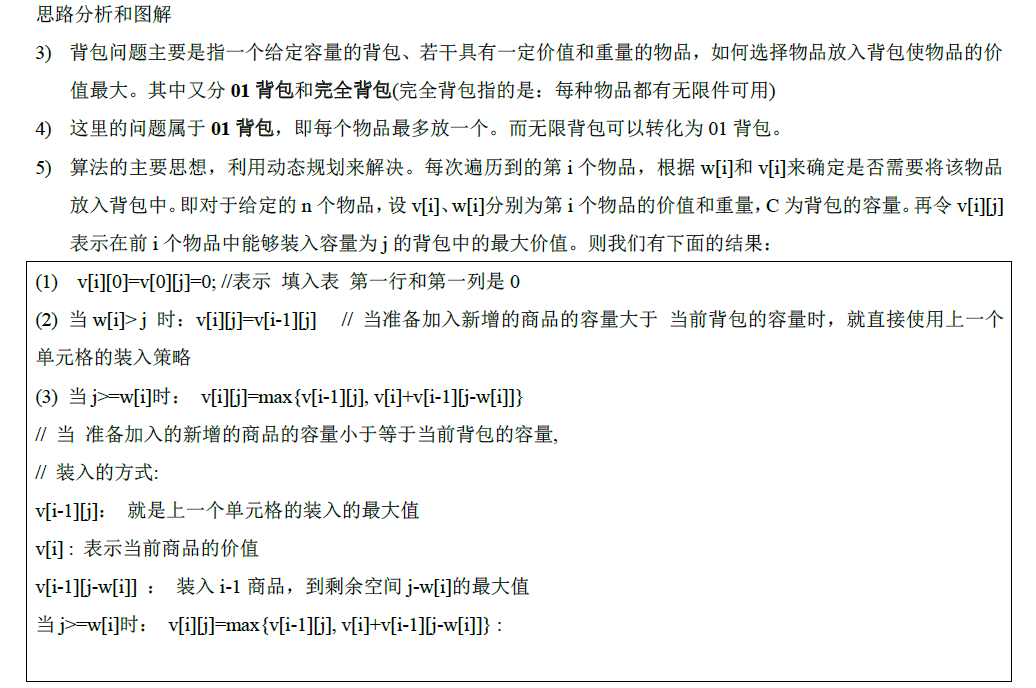 思路分析和图解
3) 背包问题主要是指一个给定容量的背包、若干具有一定价值和重量的物品，如何选择物品放入背包使物品的价
值最大。其中又分 01 背包和完全背包(完全背包指的是：每种物品都有无限件可用)
4) 这里的问题属于 01 背包，即每个物品最多放一个。而无限背包可以转化为 01 背包。
5) 算法的主要思想，利用动态规划来解决。每次遍历到的第 i 个物品，根据 w[i]和 v[i]来确定是否需要将该物品
放入背包中。即对于给定的 n 个物品，设 v[i]、w[i]分别为第 i 个物品的价值和重量，C 为背包的容量。再令 v[i][j]
表示在前 i 个物品中能够装入容量为 j 的背包中的最大价值。则我们有下面的结果：
(1) v[i][0]=v[0][j]=0; //表示 填入表 第一行和第一列是 0
(2) 当 w[i]> j 时：v[i][j]=v[i-1][j] // 当准备加入新增的商品的容量大于 当前背包的容量时，就直接使用上一个
单元格的装入策略
(3) 当 j>=w[i]时： v[i][j]=max{v[i-1][j], v[i]+v[i-1][j-w[i]]}
// 当 准备加入的新增的商品的容量小于等于当前背包的容量,
// 装入的方式:
v[i-1][j]： 就是上一个单元格的装入的最大值
v[i] : 表示当前商品的价值
v[i-1][j-w[i]] ： 装入 i-1 商品，到剩余空间 j-w[i]的最大值
当 j>=w[i]时： v[i][j]=max{v[i-1][j], v[i]+v[i-1][j-w[i]]} :